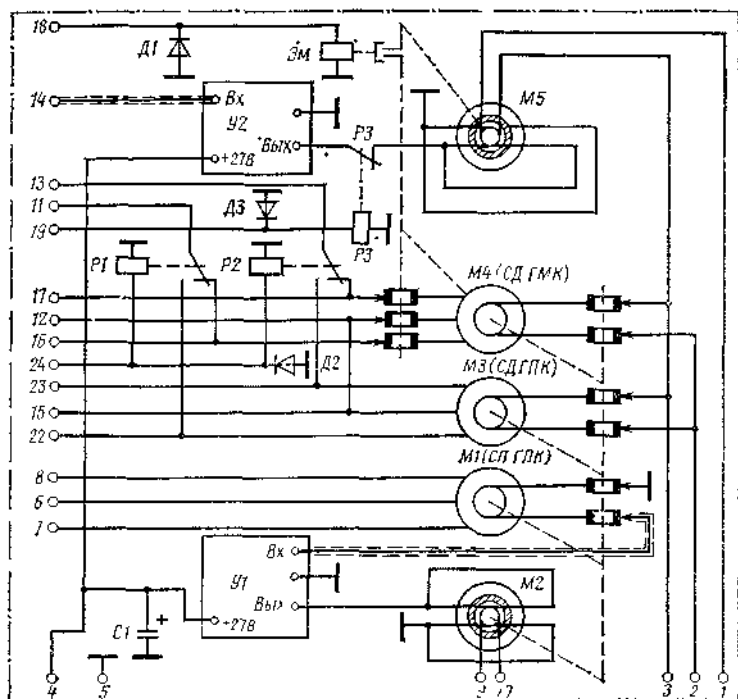 18
Д1
Эм
М5
14
Вх
У2
Вых
+27В
Р3
13
11
Д3
19
Р3
Р1
Р2
М4 (СД ГМК)
17
12
16
24
Д2
23
М3 (СДГПК)
15
22
М1 (СП ГПК)
8
6
7
Вх
У1
Вых
М2
С1
+
+27В
4
5
9
3
2
1